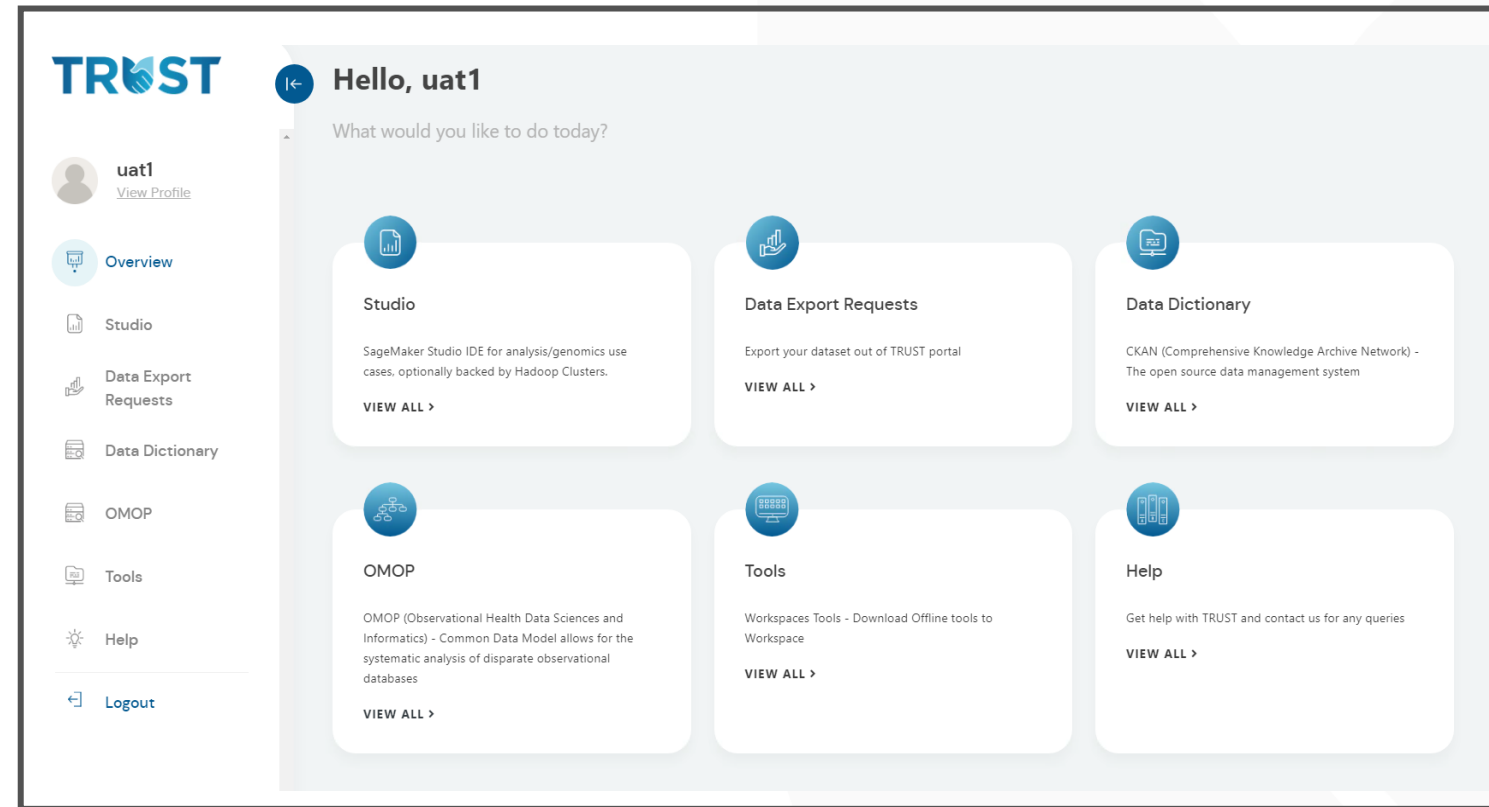 TRUST
Hello, uat1
What would you like to do today?
uat1
View Profile
Overview
Studio
Data Export
Requests
Data Dictionary
OMOP
Tools
Help
Logout
Studio
SageMaker Studio IDE for analysis/genomics use
cases, optionally backed by Hadoop Clusters.
VIEW ALL >
Data Export Requests
Export your dataset out of TRUST portal
VIEW ALL >
Data Dictionary
CKAN (Comprehensive Knowledge Archive Network) -
The open source data management system
VIEW ALL >
OMOP
OMOP (Observational Health Data Sciences and
Informatics) - Common Data Model allows for the
systematic analysis of disparate observational
databases
VIEW ALL >
Tools
Workspaces Tools - Download Offline tools to
Workspace
VIEW ALL >
Help
Get help with TRUST and contact us for any queries
VIEW ALL >